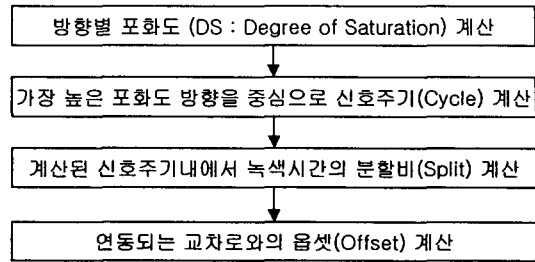 방향별 포화도 (DS : Degree of Saturation) 계산
가장 높은 포화도 방향을 중심으로 신호주기(Cycle) 계산
계산된 신호주기내에서 녹색시간의 분할비(Split) 계산
연동되는 교차로와의 옵셋(Offset) 계산